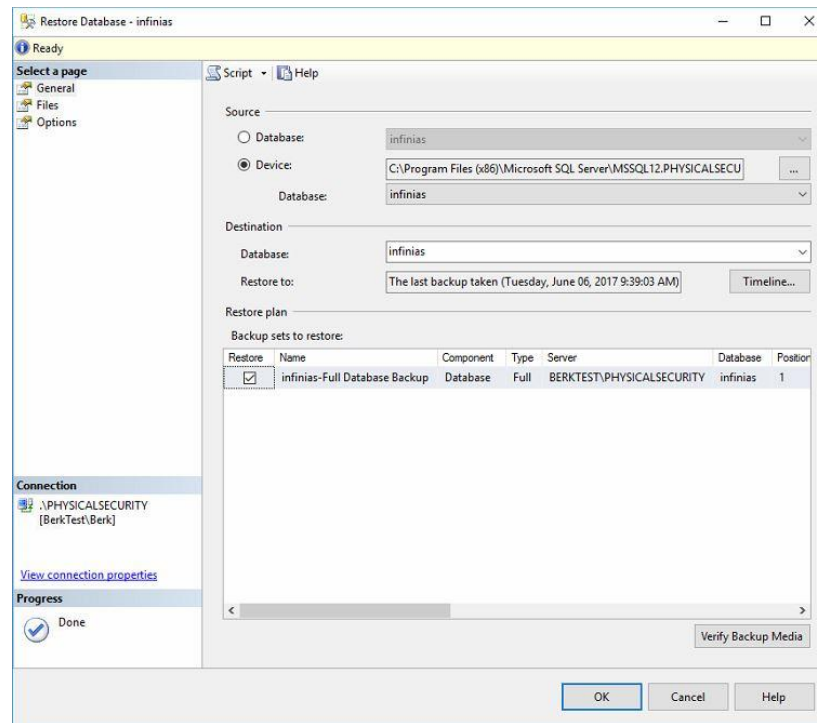 Restore Database - infinias
Ready
Select a page
General
Files
Options
Script
Help
Source
Database:
infinias
Device:
C:\Program Files (x86)\Microsoft SQL Server\MSSQL12.PHYSICALSECU
...
Database:
infinias
Destination
Database:
infinias
Restore to:
The last backup taken (Tuesday, June 06, 2017 9:39:03 AM)
Timeline...
Restore plan
Backup sets to restore:
Restore Name Component Type Server Database Position
infinias-Full Database Backup Database Full BERKTEST\PHYSICALSECURITY infinias 1
Connection
.\PHYSICALSECURITY
[BerkTest\Berk]
View connection properties
Progress
Done
Verify Backup Media
OK Cancel Help